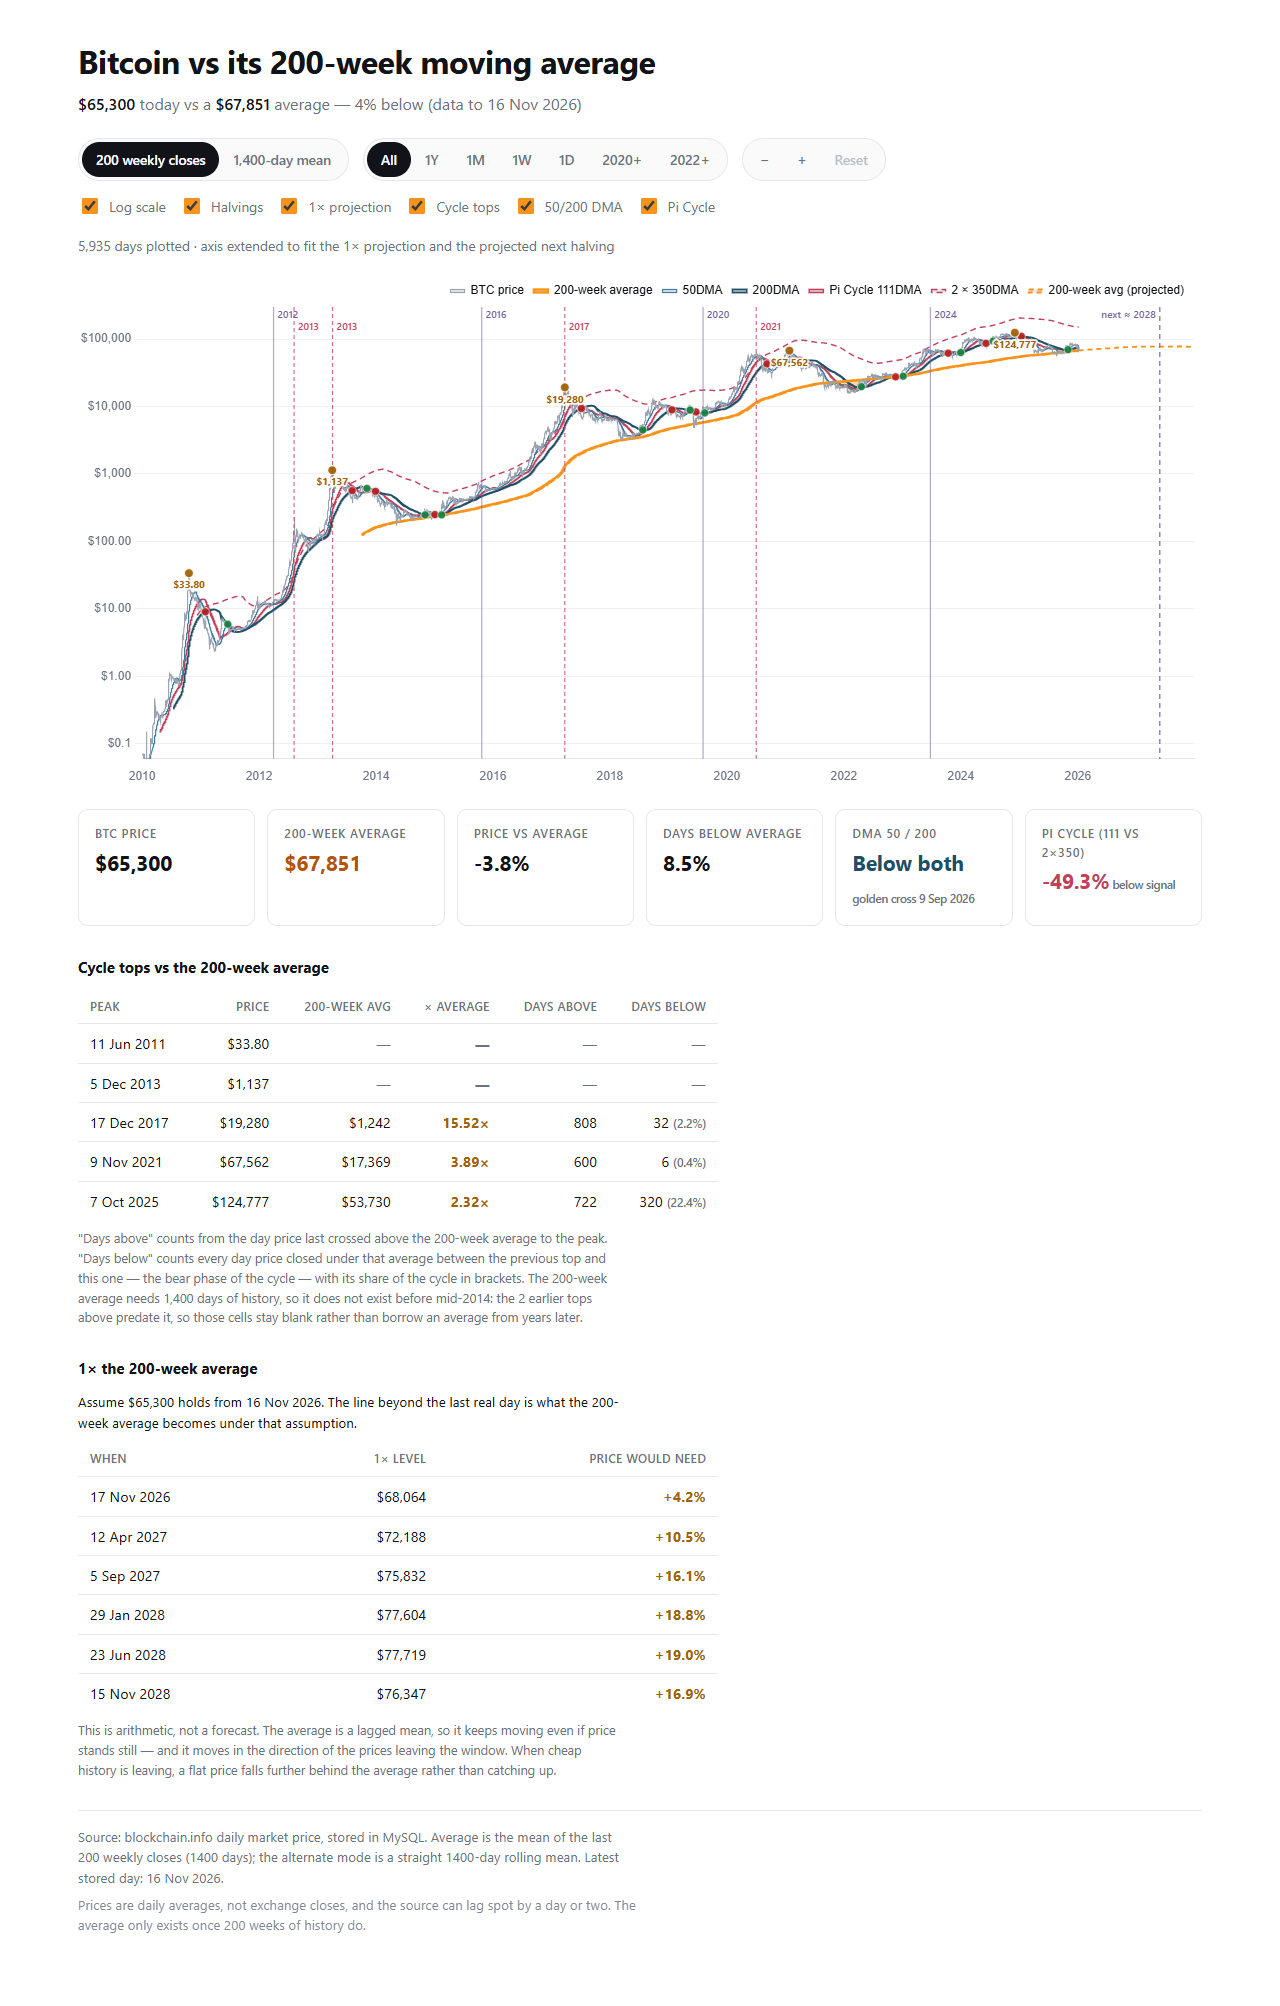 Bitcoin vs its 200-week moving average
$65,300 today vs a $67,851 average — 4% below (data to 16 Nov 2026)
200 weekly closes 1,400-day mean All 1Y 1M 1W 1D 2020+ 2022+ − + Reset
Log scale Halvings 1× projection Cycle tops 50/200 DMA Pi Cycle
5,935 days plotted · axis extended to fit the 1× projection and the projected next halving
BTC price 200-week average 50DMA 200DMA Pi Cycle 111DMA 2 × 350DMA 200-week avg (projected)
2012 2016 2020 2024 next ≈ 2028
2013 2013 2017 2021
$100,000
$124,777
$67,562
$10,000
$19,280
$1,000
$1,137
$100.00
$33.80
$10.00
$1.00
$0.1
2010 2012 2014 2016 2018 2020 2022 2024 2026
BTC PRICE
$65,300
200-WEEK AVERAGE
$67,851
PRICE VS AVERAGE
-3.8%
DAYS BELOW AVERAGE
8.5%
DMA 50 / 200
Below both
golden cross 9 Sep 2026
PI CYCLE (111 VS
2×350)
-49.3% below signal
Cycle tops vs the 200-week average
PEAK PRICE 200-WEEK AVG × AVERAGE DAYS ABOVE DAYS BELOW
11 Jun 2011 $33.80 — — — —
5 Dec 2013 $1,137 — — — —
17 Dec 2017 $19,280 $1,242 15.52× 808 32 (2.2%)
9 Nov 2021 $67,562 $17,369 3.89× 600 6 (0.4%)
7 Oct 2025 $124,777 $53,730 2.32× 722 320 (22.4%)
"Days above" counts from the day price last crossed above the 200-week average to the peak.
"Days below" counts every day price closed under that average between the previous top and
this one — the bear phase of the cycle — with its share of the cycle in brackets. The 200-week
average needs 1,400 days of history, so it does not exist before mid-2014: the 2 earlier tops
above predate it, so those cells stay blank rather than borrow an average from years later.
1× the 200-week average
Assume $65,300 holds from 16 Nov 2026. The line beyond the last real day is what the 200-
week average becomes under that assumption.
WHEN 1× LEVEL PRICE WOULD NEED
17 Nov 2026 $68,064 +4.2%
12 Apr 2027 $72,188 +10.5%
5 Sep 2027 $75,832 +16.1%
29 Jan 2028 $77,604 +18.8%
23 Jun 2028 $77,719 +19.0%
15 Nov 2028 $76,347 +16.9%
This is arithmetic, not a forecast. The average is a lagged mean, so it keeps moving even if price
stands still — and it moves in the direction of the prices leaving the window. When cheap
history is leaving, a flat price falls further behind the average rather than catching up.
Source: blockchain.info daily market price, stored in MySQL. Average is the mean of the last
200 weekly closes (1400 days); the alternate mode is a straight 1400-day rolling mean. Latest
stored day: 16 Nov 2026.
Prices are daily averages, not exchange closes, and the source can lag spot by a day or two. The
average only exists once 200 weeks of history do.